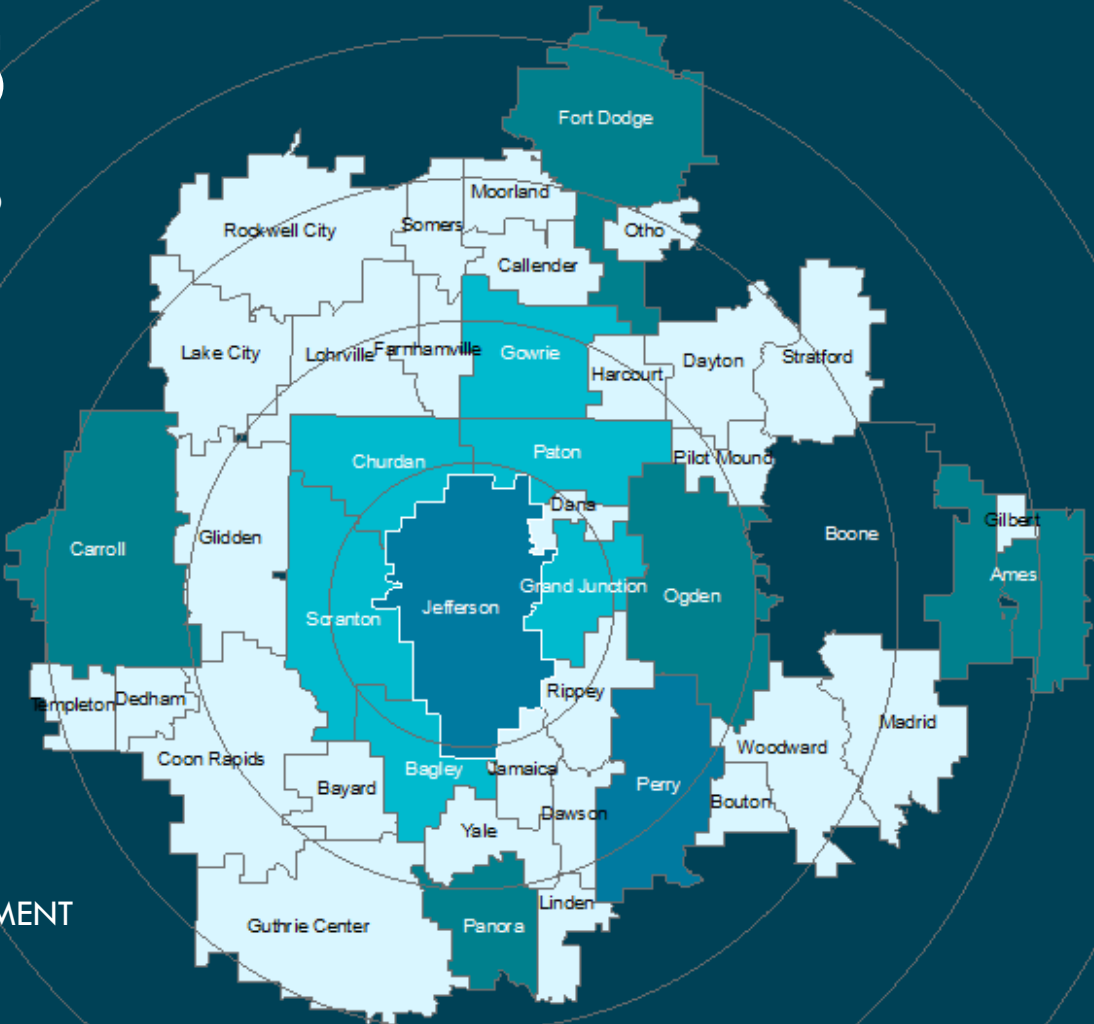 Fort Dodge
Moorland
Somers
Rockwell City
Otho
Callender
Lake City
Lohrville
Farnhamville
Gowrie
Harcourt
Dayton
Stratford
Churdan
Paton
Pilot Mound
Dana
Glidden
Carroll
Gilbert
Boone
Ames
Grand Junction
Ogden
Jefferson
Scranton
Rippey
Templeton
Dedham
Madrid
Woodward
Coon Rapids
Bagley
Jamaica
Perry
Bayard
Bouton
Dawson
Yale
Linden
MENT
Guthrie Center
Panora